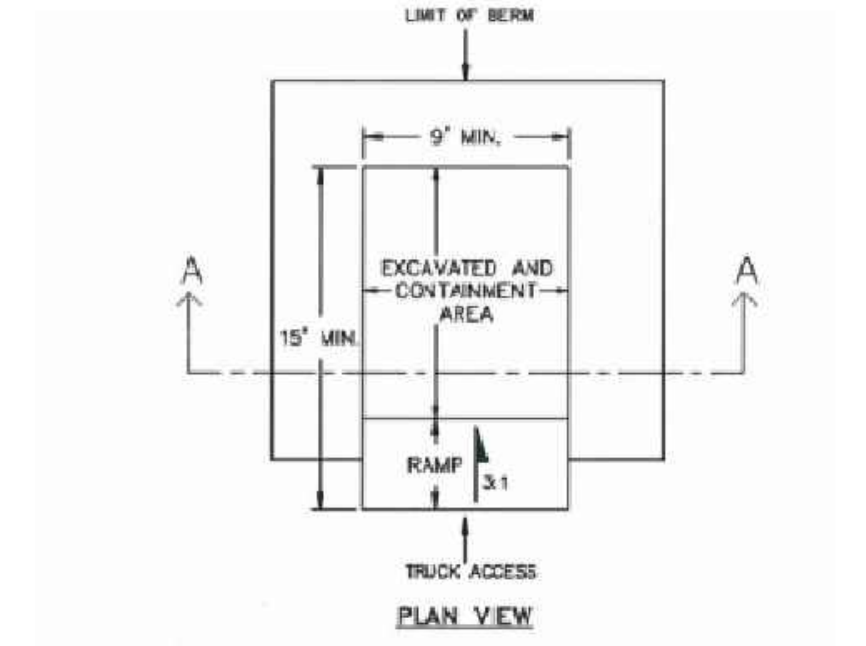 LIMIT OF BERM
9' MIN.
A
A
EXCAVATED AND
CONTAINMENT
AREA
15' MIN.
RAMP
3:1
TRUCK ACCESS
PLAN VIEW